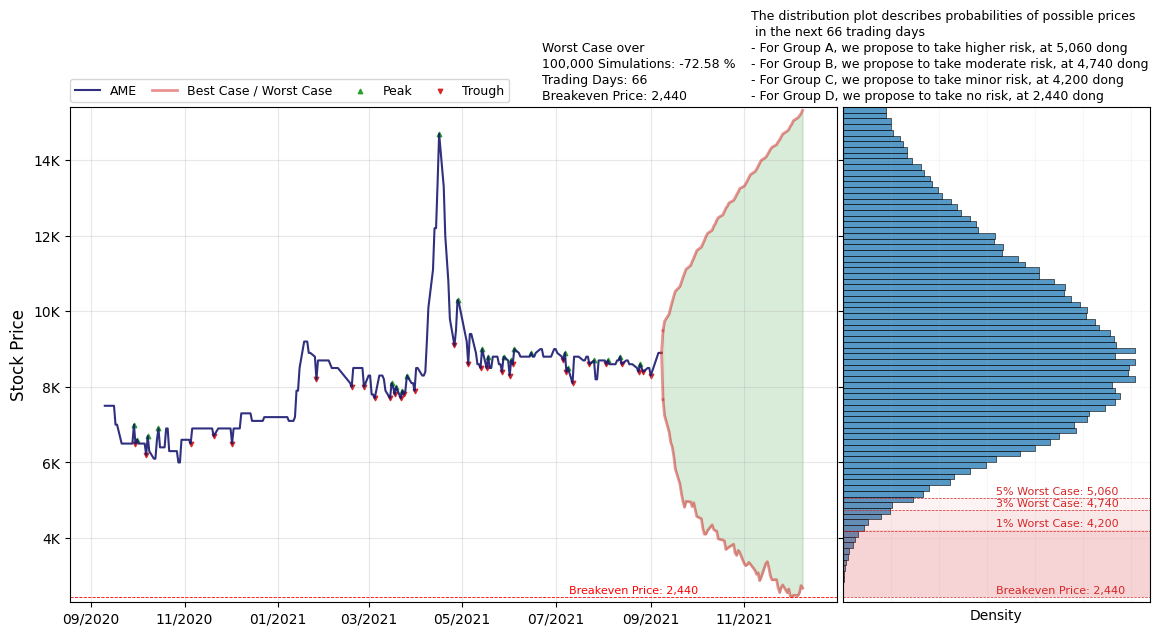 The distribution plot describes probabilities of possible prices
in the next 66 trading days
- For Group A, we propose to take higher risk, at 5,060 dong
- For Group B, we propose to take moderate risk, at 4,740 dong
- For Group C, we propose to take minor risk, at 4,200 dong
- For Group D, we propose to take no risk, at 2,440 dong
Worst Case over
100,000 Simulations: -72.58 %
Trading Days: 66
Breakeven Price: 2,440
AME
Best Case / Worst Case
Peak
Trough
Stock Price
14K
12K
10K
8K
6K
4K
Breakeven Price: 2,440
09/2020
11/2020
01/2021
03/2021
05/2021
07/2021
09/2021
11/2021
5% Worst Case: 5,060
3% Worst Case: 4,740
1% Worst Case: 4,200
Breakeven Price: 2,440
Density